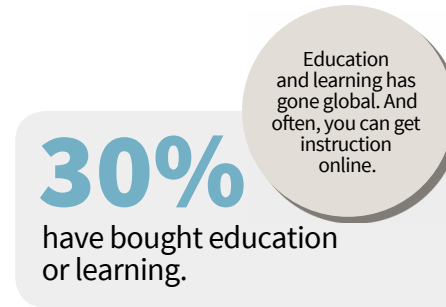 Education
and learning has
gone global. And
often, you can get
instruction
online.
30%
have bought education
or learning.